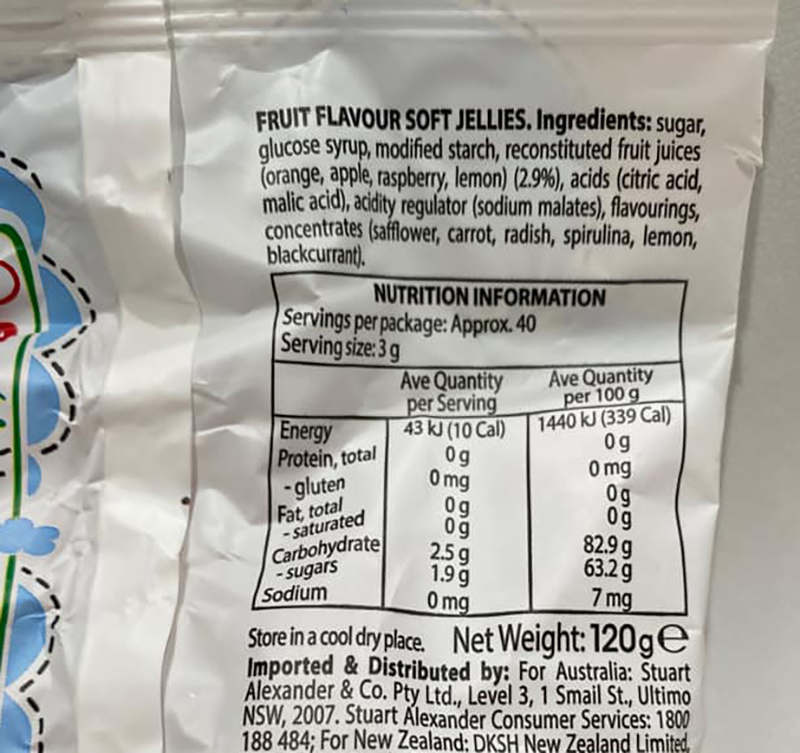 FRUIT FLAVOUR SOFT JELLIES. Ingredients: sugar,
glucose syrup, modified starch, reconstituted fruit juices
(orange, apple, raspberry, lemon) (2.9%), acids (citric acid,
malic acid), acidity regulator (sodium malates), flavourings,
concentrates (safflower, carrot, radish, spirulina, lemon,
blackcurrant).
NUTRITION INFORMATION
Servings per package: Approx. 40
Serving size: 3 g
Ave Quantity per Serving Ave Quantity per 100 g
Energy 43 kJ (10 Cal) 1440 kJ (339 Cal)
Protein, total 0 g 0 g
- gluten 0 mg 0 mg
Fat, total 0 g 0 g
- saturated 0 g 0 g
Carbohydrate 2.5 g 82.9 g
- sugars 1.9 g 63.2 g
Sodium 0 mg 7 mg
Store in a cool dry place. Net Weight: 120 g e
Imported & Distributed by: For Australia: Stuart
Alexander & Co. Pty Ltd., Level 3, 1 Smail St., Ultimo
NSW, 2007. Stuart Alexander Consumer Services: 1800
188 484; For New Zealand: DKSH New Zealand Limited,